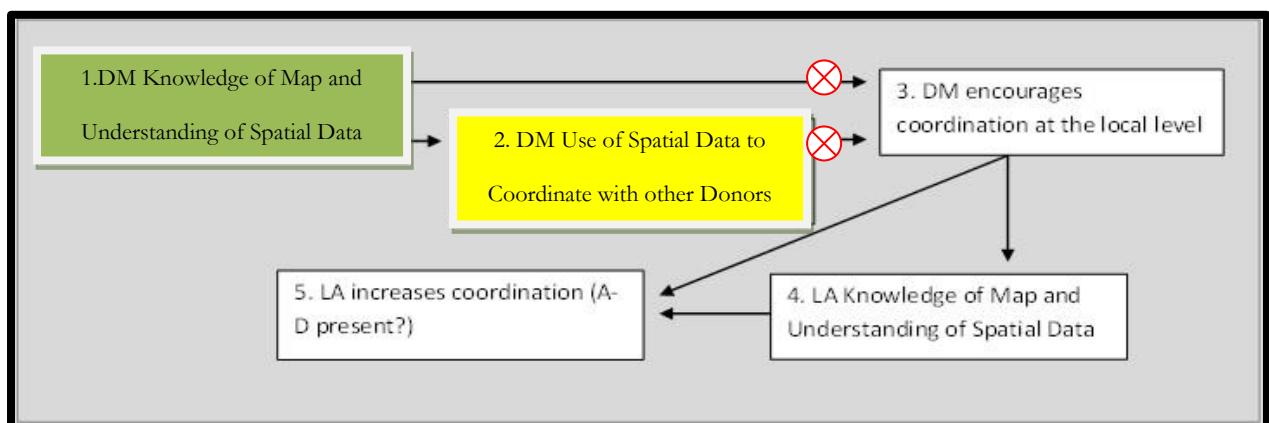 1.DM Knowledge of Map and
Understanding of Spatial Data
2. DM Use of Spatial Data to
Coordinate with other Donors
3. DM encourages
coordination at the local level
5. LA increases coordination (A-
D present?)
4. LA Knowledge of Map and
Understanding of Spatial Data